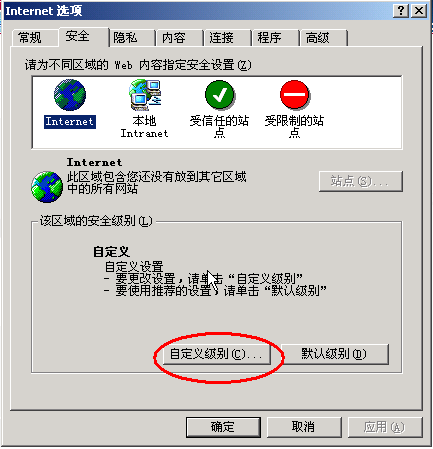 Internet 选项
常规 安全 隐私 内容 连接 程序 高级
请为不同区域的 Web 内容指定安全设置(Z)
Internet 本地 Intranet 受信任的站点 受限制的站点
Internet
此区域包含您还没有放到其它区域
中的所有网站
站点(S)...
该区域的安全级别(L)
自定义
自定义设置
- 要更改设置，请单击“自定义级别”
- 要使用推荐的设置，请单击“默认级别”
自定义级别(C)... 默认级别(D)
确定 取消 应用(A)